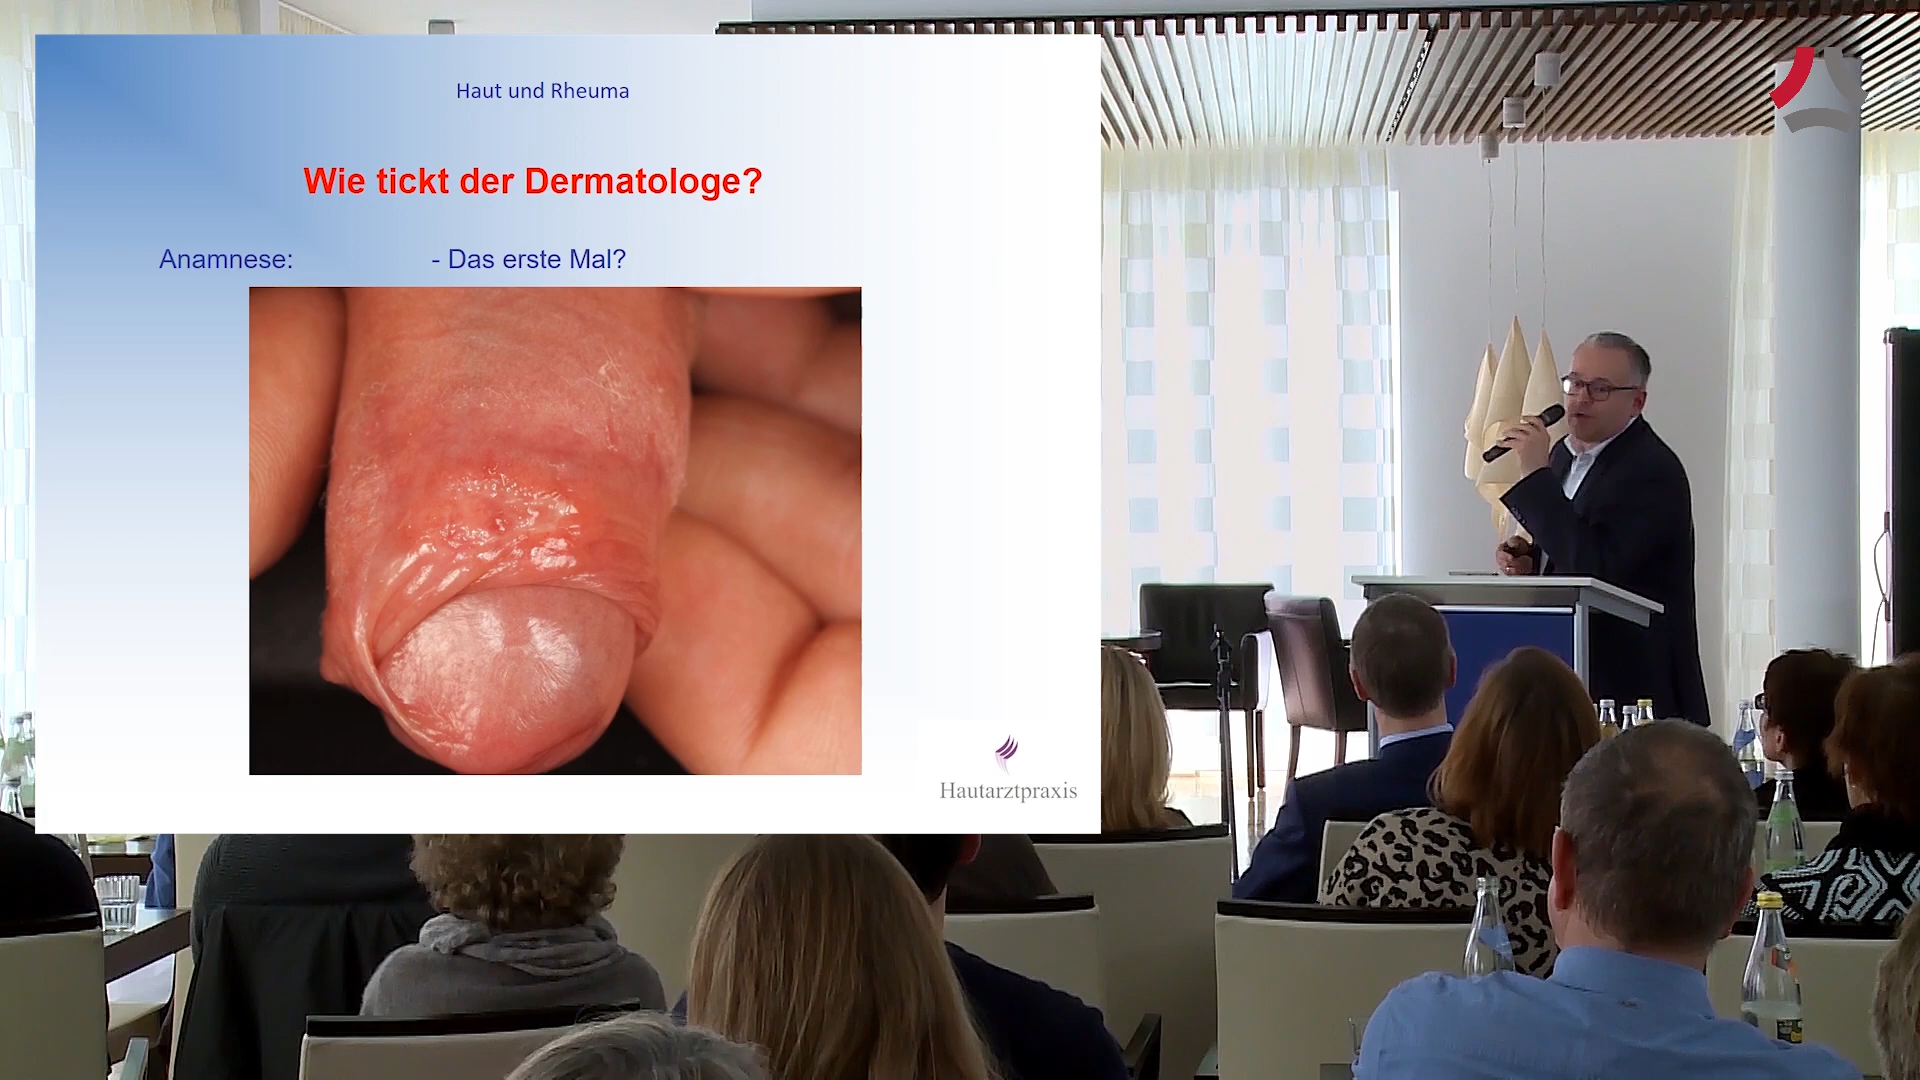 Haut und Rheuma
Wie tickt der Dermatologe?
Anamnese: - Das erste Mal?
Hautarztpraxis